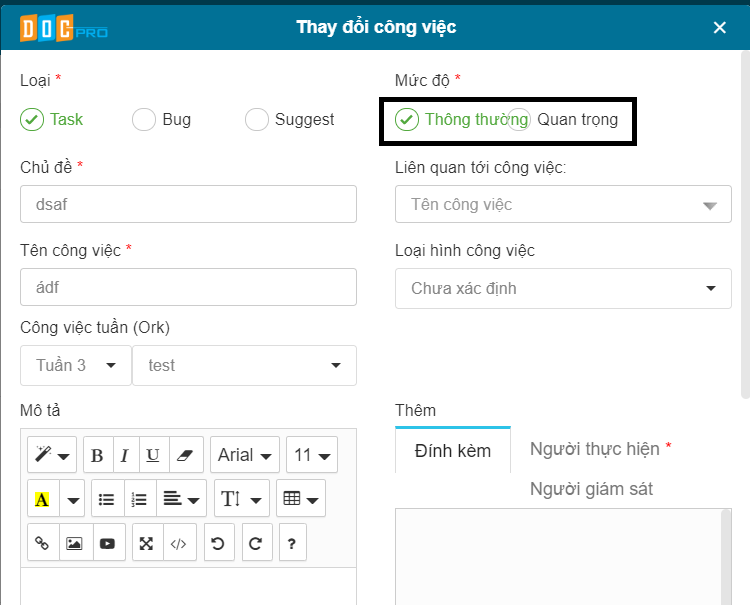 DOC PRO
Thay đổi công việc
Loại *
Task Bug Suggest
Mức độ *
Thông thường Quan trọng
Chủ đề *
dsaf
Liên quan tới công việc:
Tên công việc
Tên công việc *
ádf
Loại hình công việc
Chưa xác định
Công việc tuần (Ork)
Tuần 3 test
Mô tả
B I U Arial 11
A T
?
Thêm
Đính kèm Người thực hiện *
Người giám sát